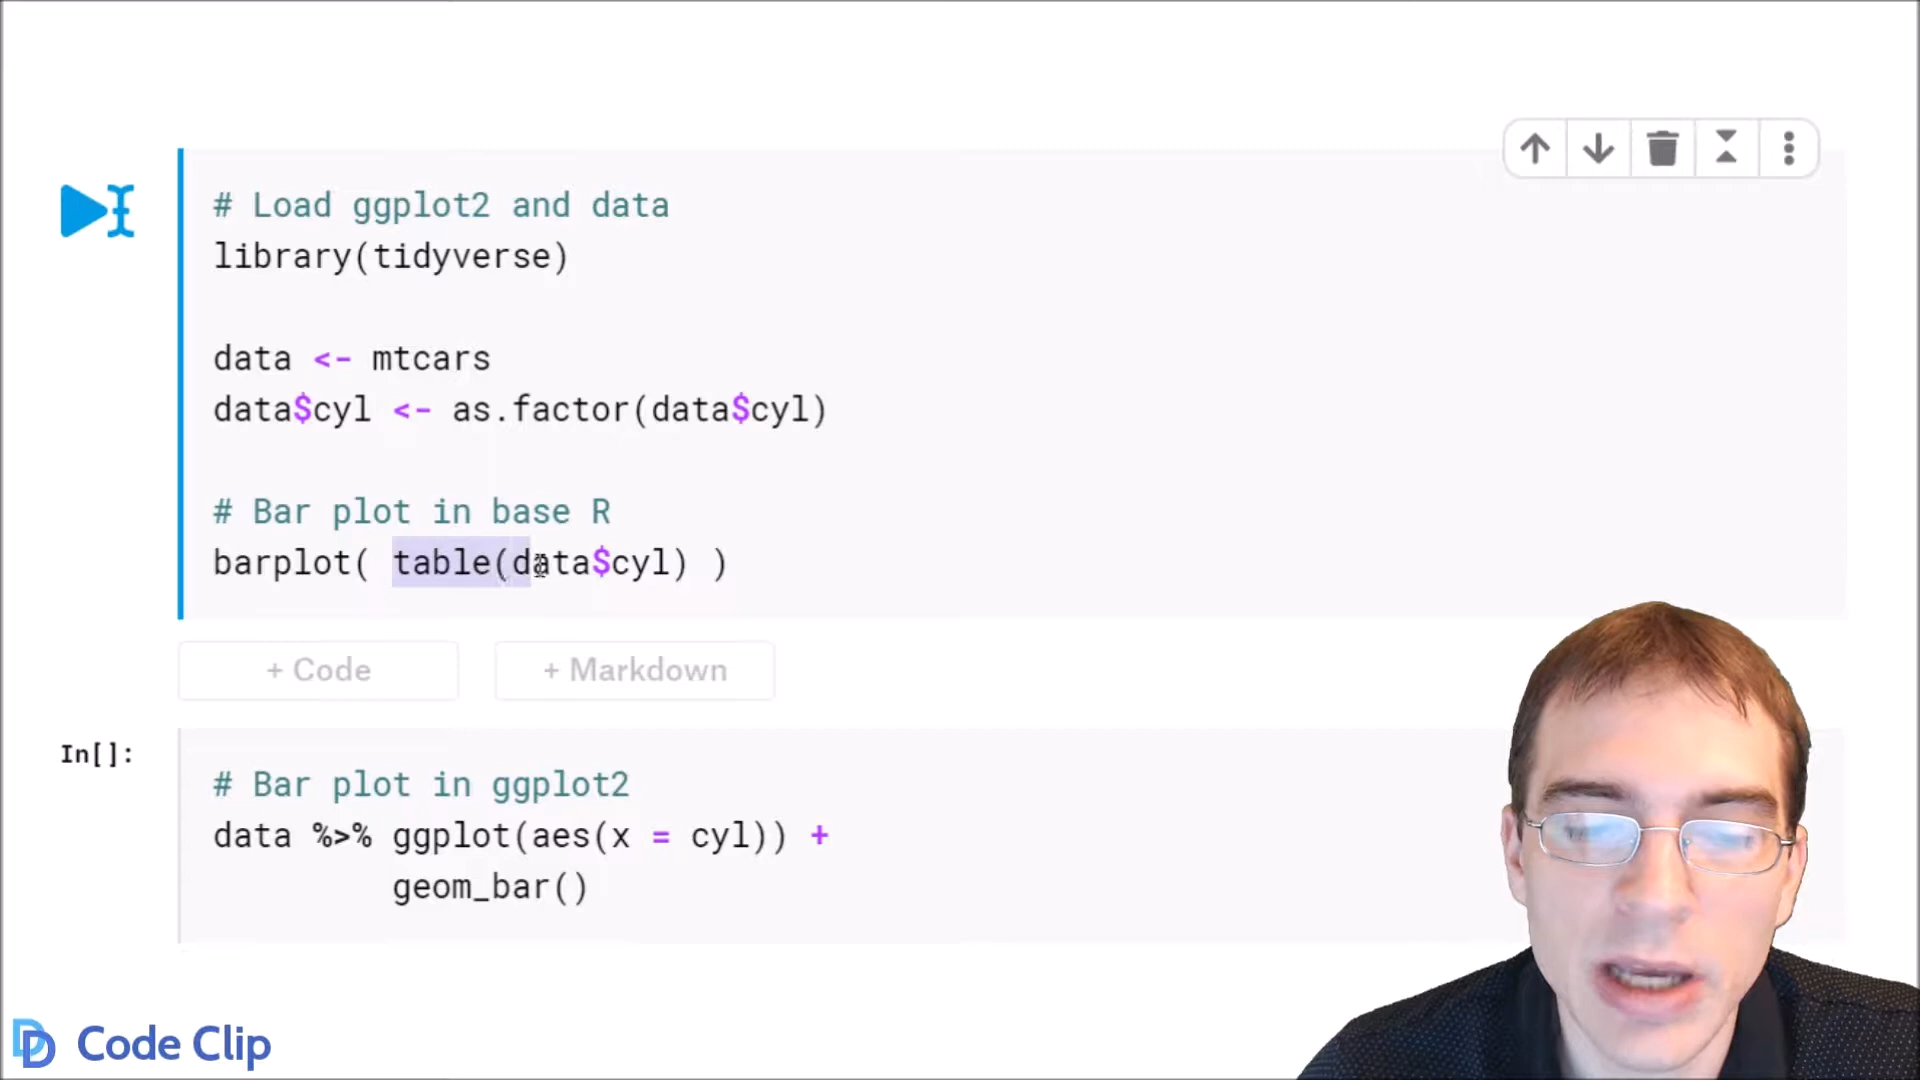 # Load ggplot2 and data
library(tidyverse)
data <- mtcars
data$cyl <- as.factor(data$cyl)
# Bar plot in base R
barplot( table(data$cyl) )
+ Code
+ Markdown
In[]:
# Bar plot in ggplot2
data %>% ggplot(aes(x = cyl)) +
geom_bar()
Code Clip